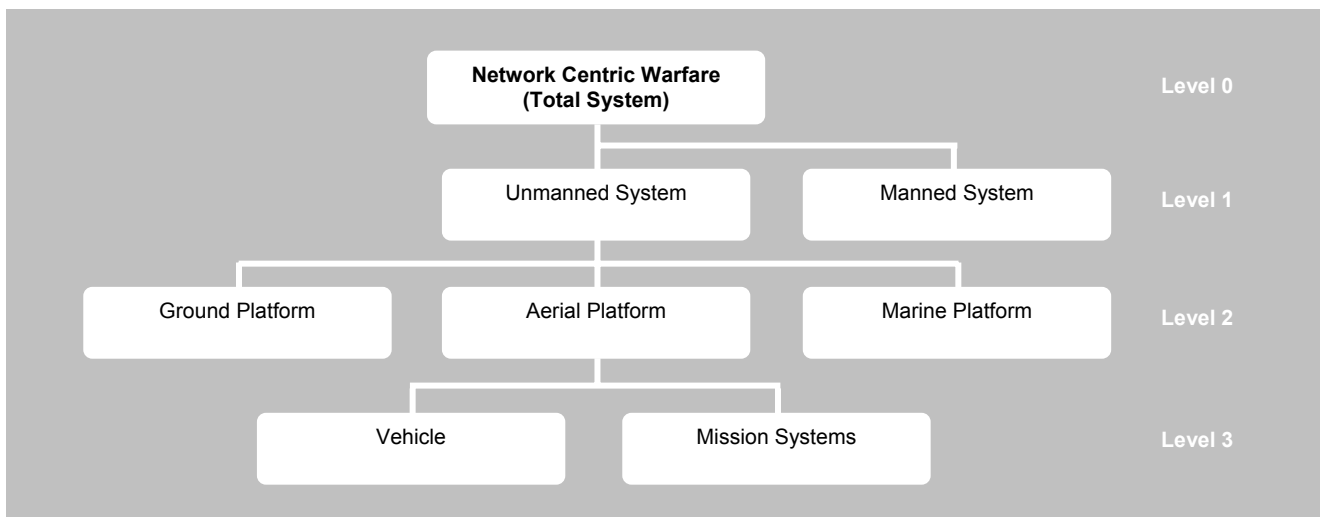 Network Centric Warfare
(Total System)
Level 0
Unmanned System
Manned System
Level 1
Ground Platform
Aerial Platform
Marine Platform
Level 2
Vehicle
Mission Systems
Level 3